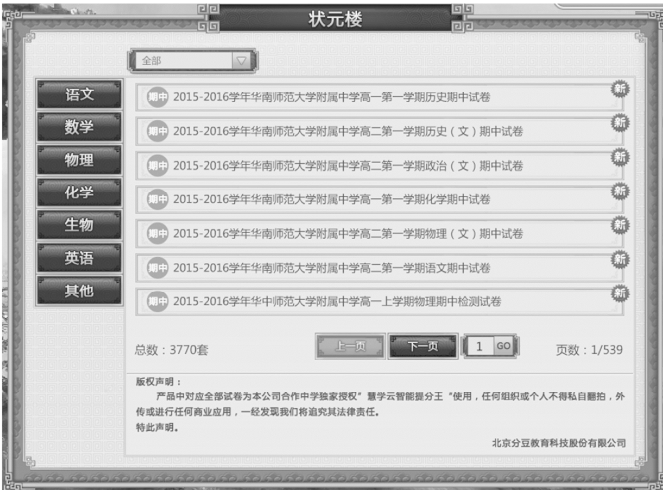 状元楼
全部
语文
数学
物理
化学
生物
英语
其他
期中 2015-2016学年华南师范大学附属中学高一第一学期历史期中试卷 新
期中 2015-2016学年华南师范大学附属中学高二第一学期历史（文）期中试卷 新
期中 2015-2016学年华南师范大学附属中学高二第一学期政治（文）期中试卷 新
期中 2015-2016学年华南师范大学附属中学高一第一学期化学期中试卷 新
期中 2015-2016学年华南师范大学附属中学高二第一学期物理（文）期中试卷 新
期中 2015-2016学年华南师范大学附属中学高二第一学期语文期中试卷 新
期中 2015-2016学年华中师范大学附属中学高一上学期物理期中检测试卷 新
总数：3770套 上一页 下一页 1 GO 页数：1/539
版权声明：
产品中对应全部试卷为本公司合作中学独家授权"慧学云智能提分王"使用，任何组织或个人不得私自翻拍，外
传或进行任何商业应用，一经发现我们将追究其法律责任。
特此声明。
北京分豆教育科技股份有限公司